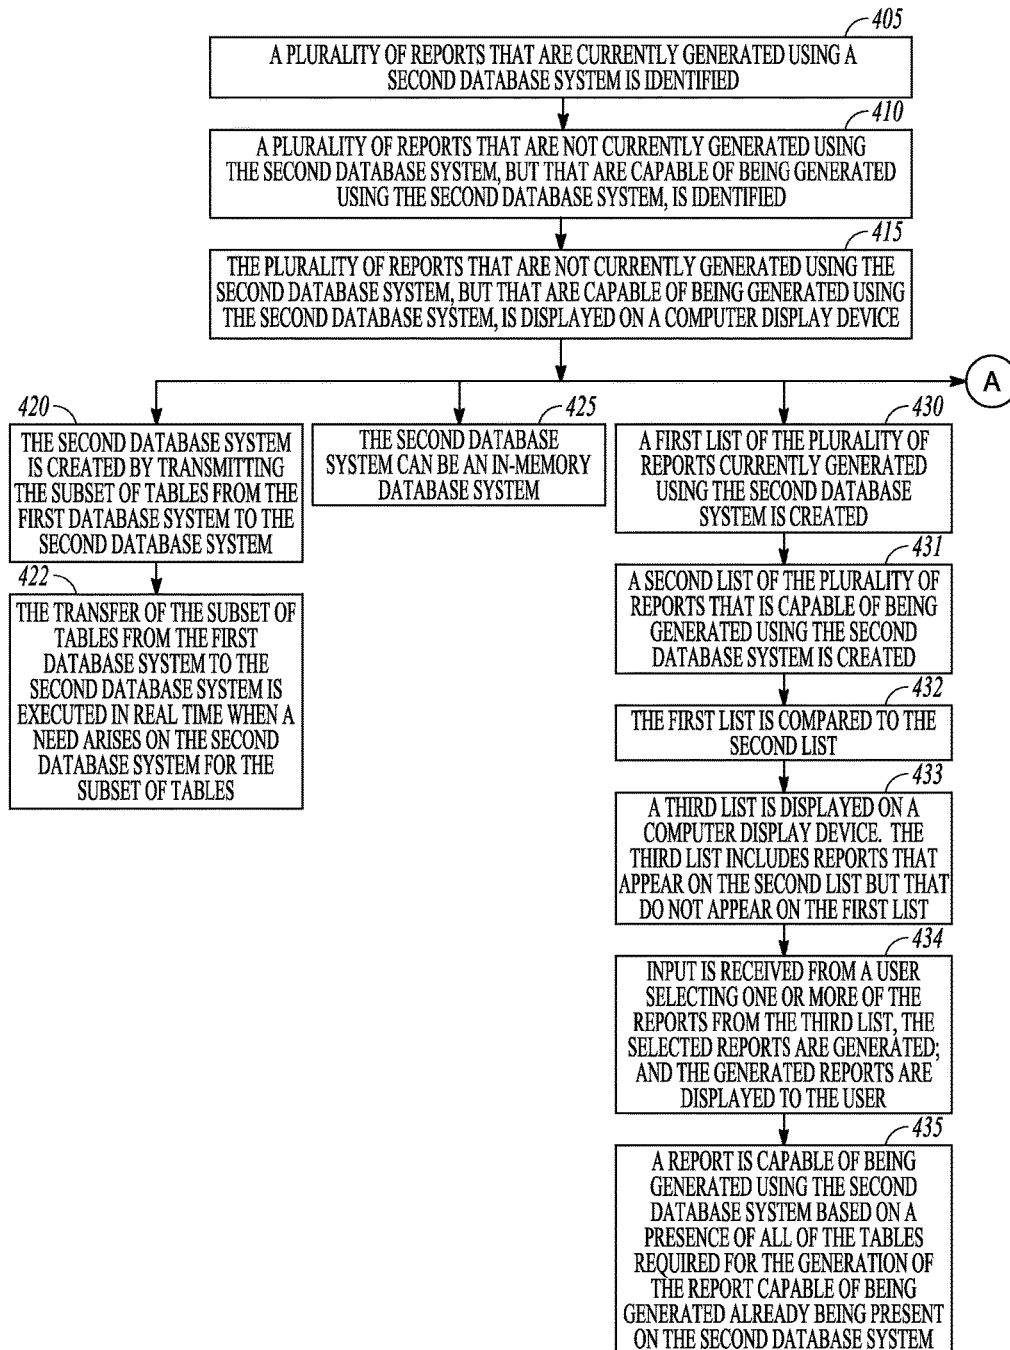 405
A PLURALITY OF REPORTS THAT ARE CURRENTLY GENERATED USING A
SECOND DATABASE SYSTEM IS IDENTIFIED
410
A PLURALITY OF REPORTS THAT ARE NOT CURRENTLY GENERATED USING
THE SECOND DATABASE SYSTEM, BUT THAT ARE CAPABLE OF BEING GENERATED
USING THE SECOND DATABASE SYSTEM, IS IDENTIFIED
415
THE PLURALITY OF REPORTS THAT ARE NOT CURRENTLY GENERATED USING THE
SECOND DATABASE SYSTEM, BUT THAT ARE CAPABLE OF BEING GENERATED USING
THE SECOND DATABASE SYSTEM, IS DISPLAYED ON A COMPUTER DISPLAY DEVICE
A
420
THE SECOND DATABASE SYSTEM
IS CREATED BY TRANSMITTING
THE SUBSET OF TABLES FROM THE
FIRST DATABASE SYSTEM TO THE
SECOND DATABASE SYSTEM
422
THE TRANSFER OF THE SUBSET OF
TABLES FROM THE FIRST
DATABASE SYSTEM TO THE
SECOND DATABASE SYSTEM IS
EXECUTED IN REAL TIME WHEN A
NEED ARISES ON THE SECOND
DATABASE SYSTEM FOR THE
SUBSET OF TABLES
425
THE SECOND DATABASE
SYSTEM CAN BE AN IN-MEMORY
DATABASE SYSTEM
430
A FIRST LIST OF THE PLURALITY OF
REPORTS CURRENTLY GENERATED
USING THE SECOND DATABASE
SYSTEM IS CREATED
431
A SECOND LIST OF THE PLURALITY OF
REPORTS THAT IS CAPABLE OF BEING
GENERATED USING THE SECOND
DATABASE SYSTEM IS CREATED
432
THE FIRST LIST IS COMPARED TO THE
SECOND LIST
433
A THIRD LIST IS DISPLAYED ON A
COMPUTER DISPLAY DEVICE. THE
THIRD LIST INCLUDES REPORTS THAT
APPEAR ON THE SECOND LIST BUT THAT
DO NOT APPEAR ON THE FIRST LIST
434
INPUT IS RECEIVED FROM A USER
SELECTING ONE OR MORE OF THE
REPORTS FROM THE THIRD LIST, THE
SELECTED REPORTS ARE GENERATED;
AND THE GENERATED REPORTS ARE
DISPLAYED TO THE USER
435
A REPORT IS CAPABLE OF BEING
GENERATED USING THE SECOND
DATABASE SYSTEM BASED ON A
PRESENCE OF ALL OF THE TABLES
REQUIRED FOR THE GENERATION OF
THE REPORT CAPABLE OF BEING
GENERATED ALREADY BEING PRESENT
ON THE SECOND DATABASE SYSTEM